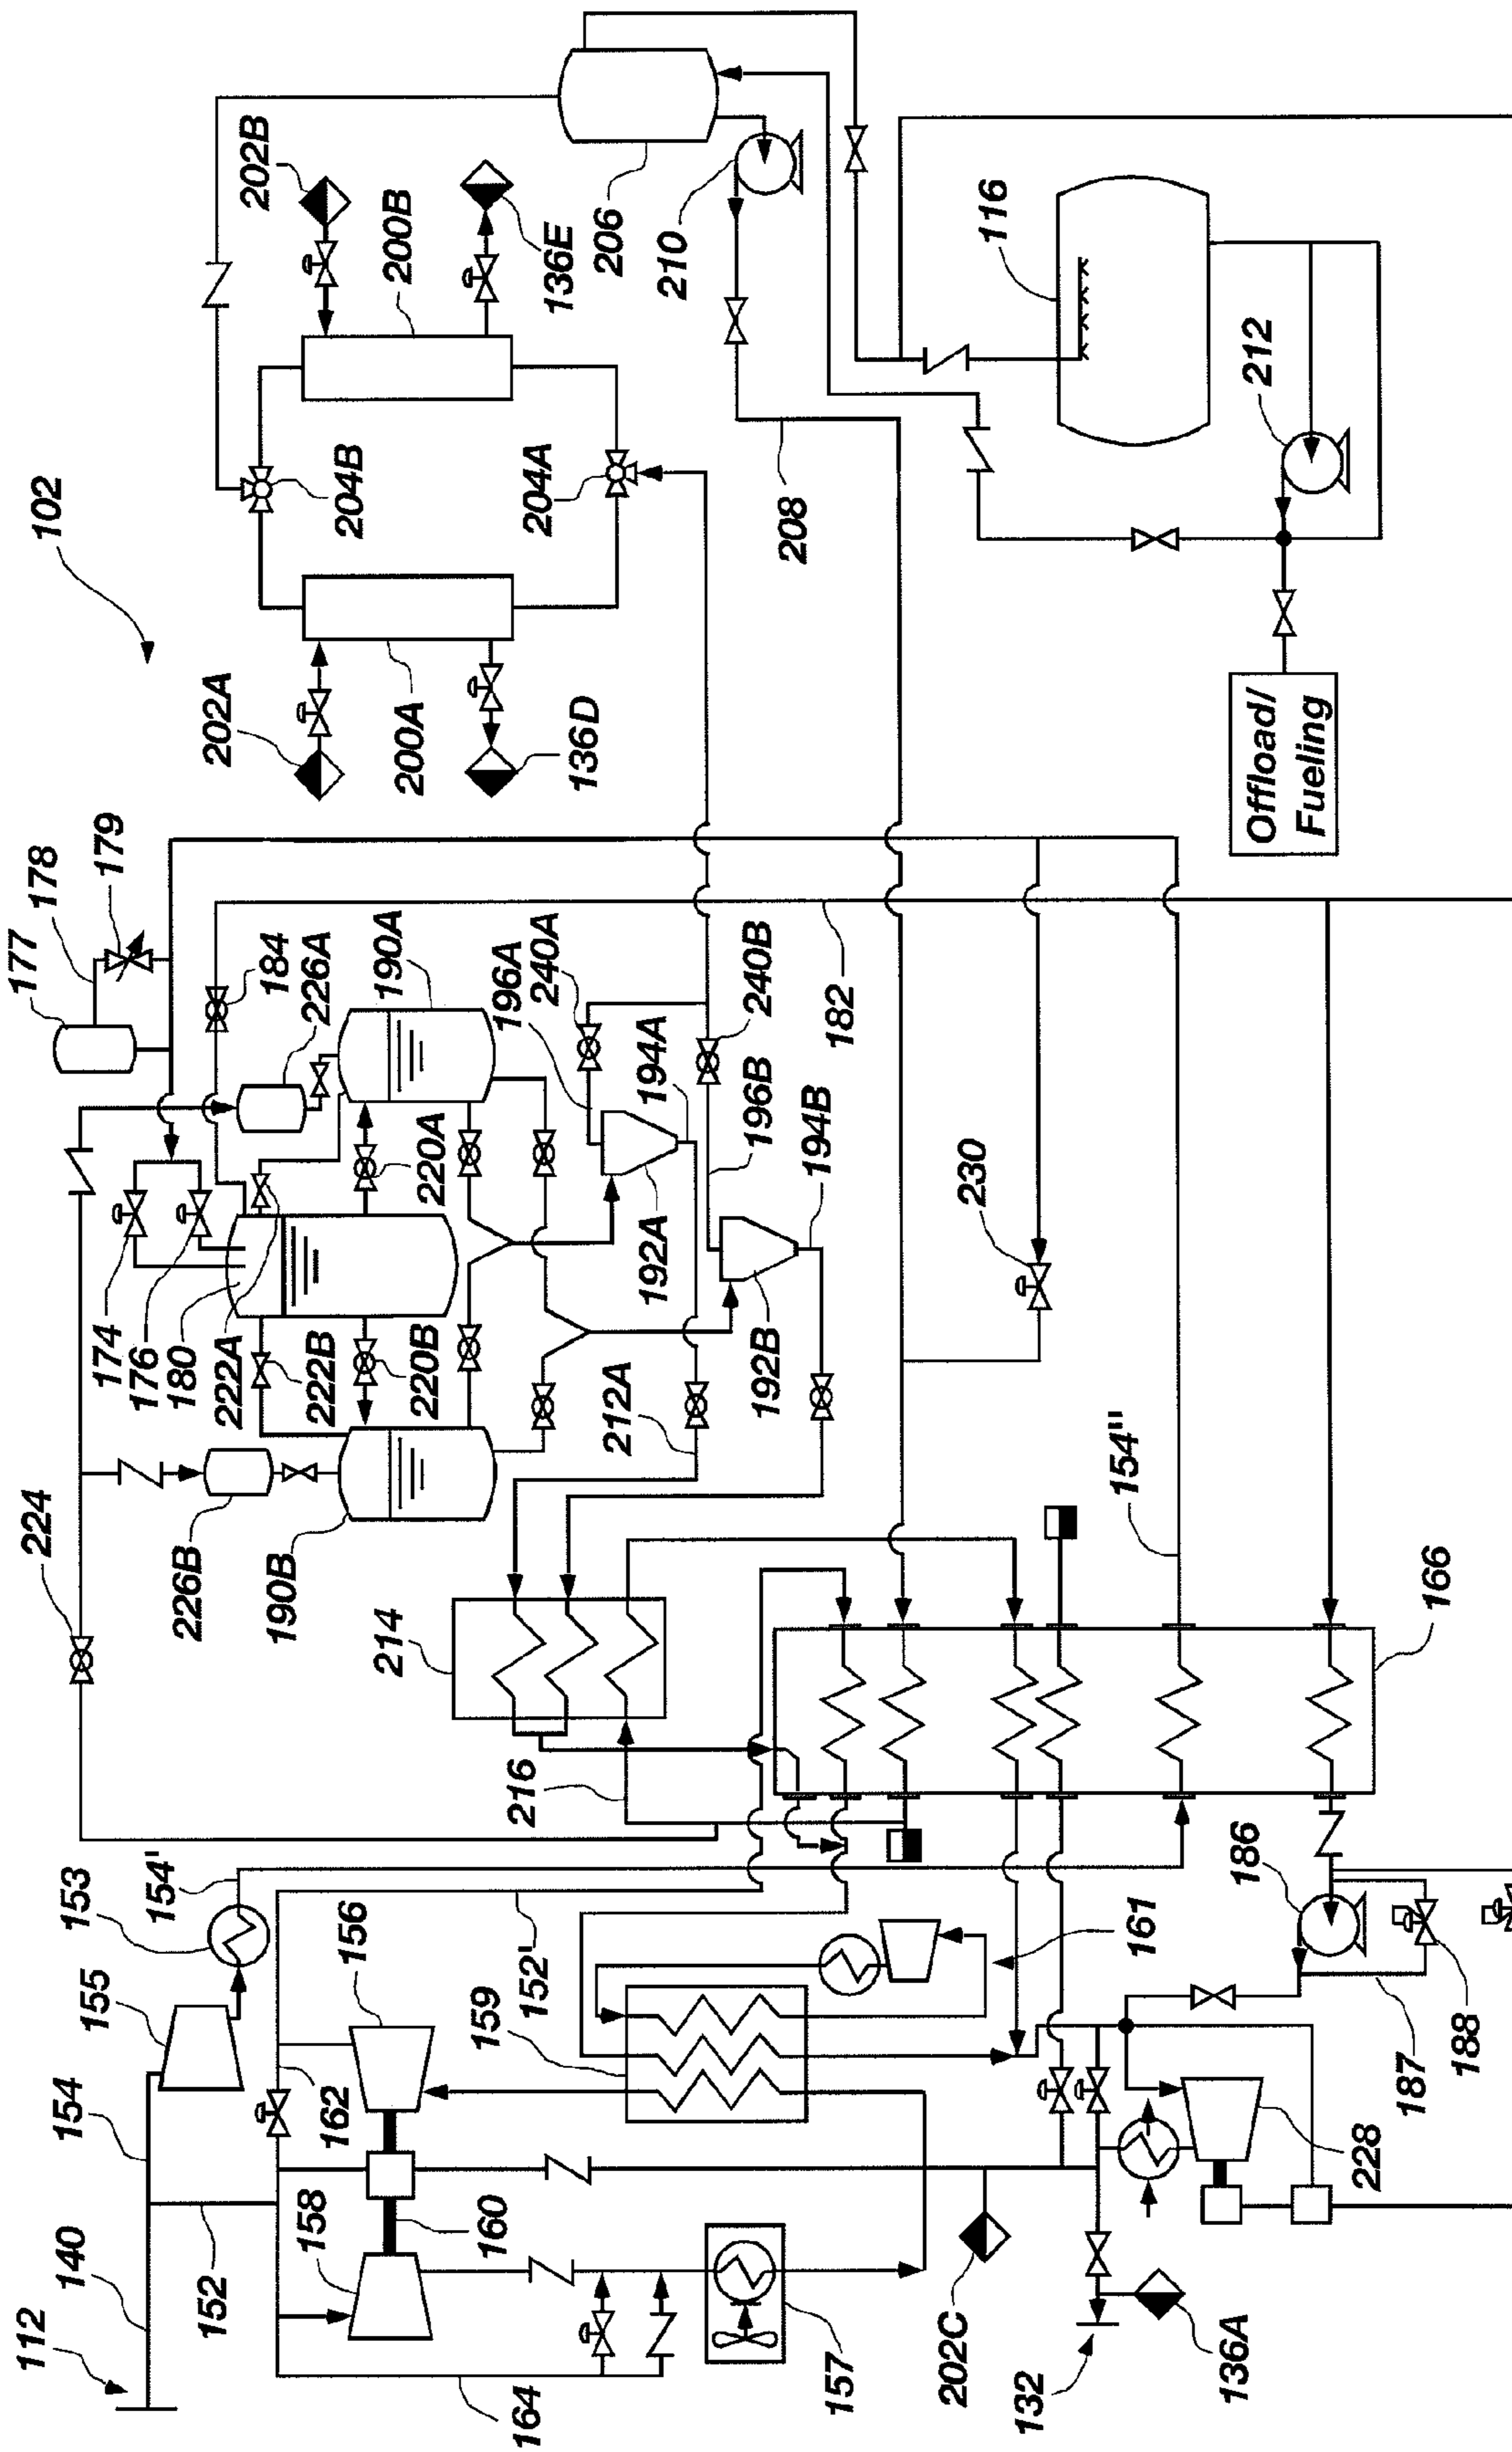 112
140
154
155
153
154'
224
177
178
179
102
152
226B
174
176
180
222A
222B
220B
184
226A
202A
202B
162
156
190B
190A
158
204B
200B
214
220A
200A
160
159
152'
216
212A
196A
240A
204A
136D
136E
192A
194A
240B
206
164
196B
210
157
192B
194B
182
208
202C
230
116
132
161
154"
136A
186
212
Offload/
Fueling
228
187
188
166